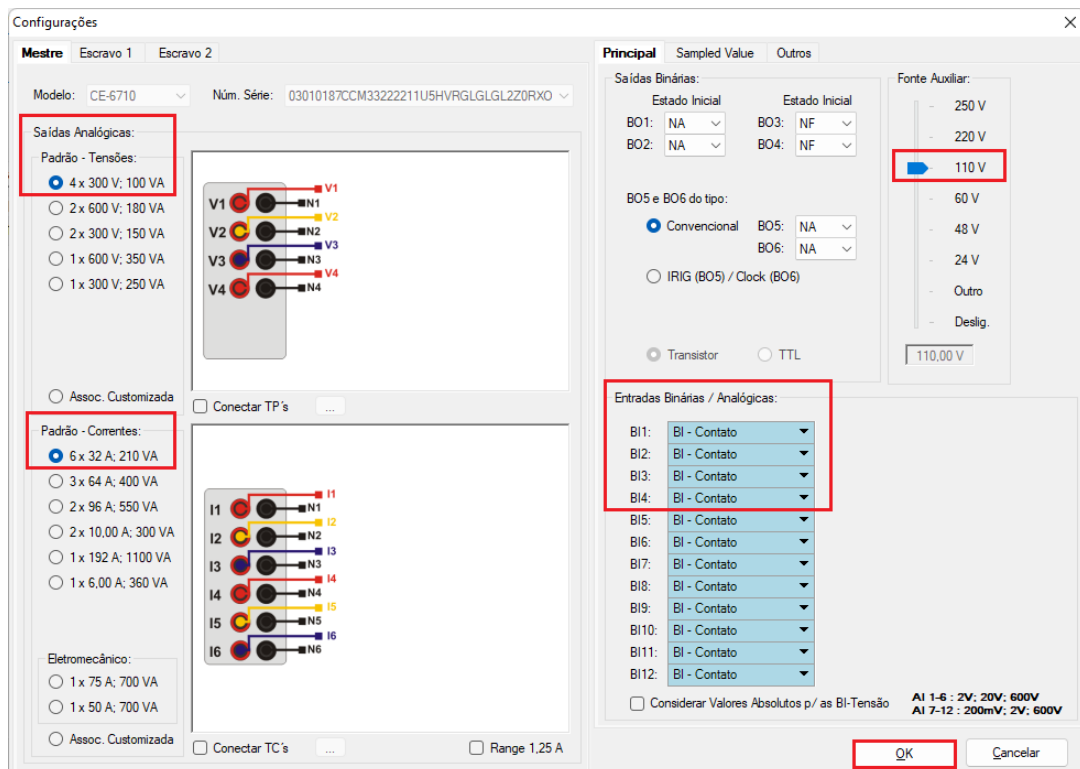 Configurações
Mestre Escravo 1 Escravo 2
Modelo: CE-6710 Núm. Série: 03010187CCM33222211U5HVRGLGLGL2Z0RXO
Saídas Analógicas:
Padrão - Tensões:
4 x 300 V; 100 VA
2 x 600 V; 180 VA
2 x 300 V; 150 VA
1 x 600 V; 350 VA
1 x 300 V; 250 VA
Assoc. Customizada
V1 V1 N1
V2 V2 N2
V3 V3 N3
V4 V4 N4
Conectar TP´s ...
Padrão - Correntes:
6 x 32 A; 210 VA
3 x 64 A; 400 VA
2 x 96 A; 550 VA
2 x 10,00 A; 300 VA
1 x 192 A; 1100 VA
1 x 6,00 A; 360 VA
I1 I1 N1
I2 I2 N2
I3 I3 N3
I4 I4 N4
I5 I5 N5
I6 I6 N6
Eletromecânico:
1 x 75 A; 700 VA
1 x 50 A; 700 VA
Assoc. Customizada
Conectar TC´s ... Range 1,25 A
Principal Sampled Value Outros
Saídas Binárias:
Estado Inicial Estado Inicial
BO1: NA BO3: NF
BO2: NA BO4: NF
BO5 e BO6 do tipo:
Convencional BO5: NA
BO6: NA
IRIG (BO5) / Clock (BO6)
Transistor TTL
Fonte Auxiliar:
250 V
220 V
110 V
60 V
48 V
24 V
Outro
Deslig.
110,00 V
Entradas Binárias / Analógicas:
BI1: BI - Contato
BI2: BI - Contato
BI3: BI - Contato
BI4: BI - Contato
BI5: BI - Contato
BI6: BI - Contato
BI7: BI - Contato
BI8: BI - Contato
BI9: BI - Contato
BI10: BI - Contato
BI11: BI - Contato
BI12: BI - Contato
Considerar Valores Absolutos p/ as BI-Tensão
AI 1-6 : 2V; 20V; 600V
AI 7-12 : 200mV; 2V; 600V
OK Cancelar